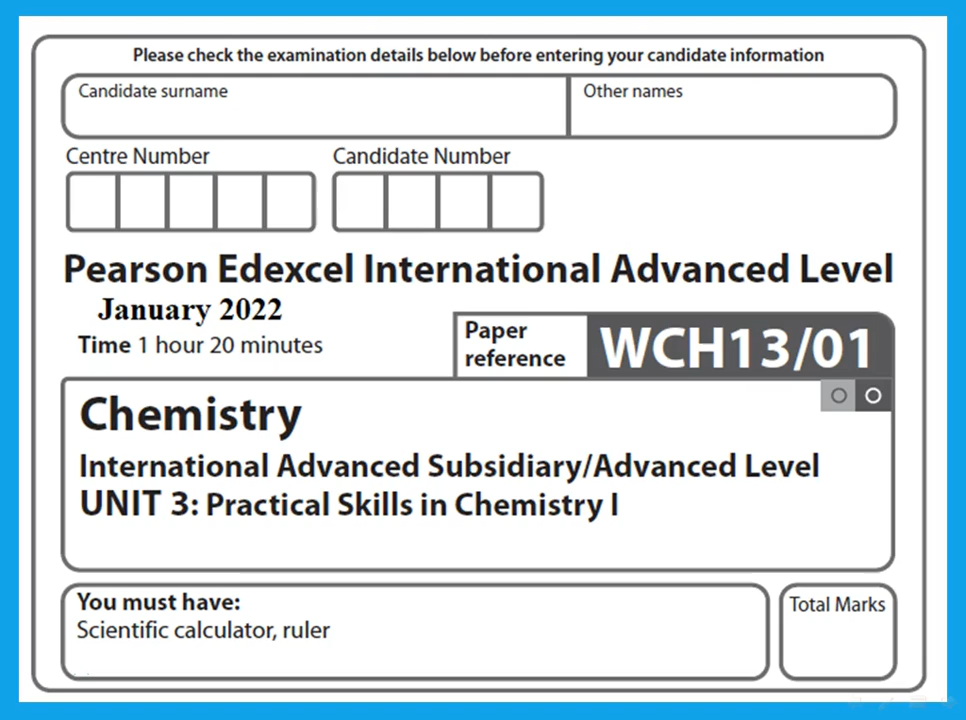 Please check the examination details below before entering your candidate information
Candidate surname
Other names
Centre Number
Candidate Number
Pearson Edexcel International Advanced Level
January 2022
Time 1 hour 20 minutes
Paper reference
WCH13/01
Chemistry
International Advanced Subsidiary/Advanced Level
UNIT 3: Practical Skills in Chemistry I
You must have:
Scientific calculator, ruler
Total Marks